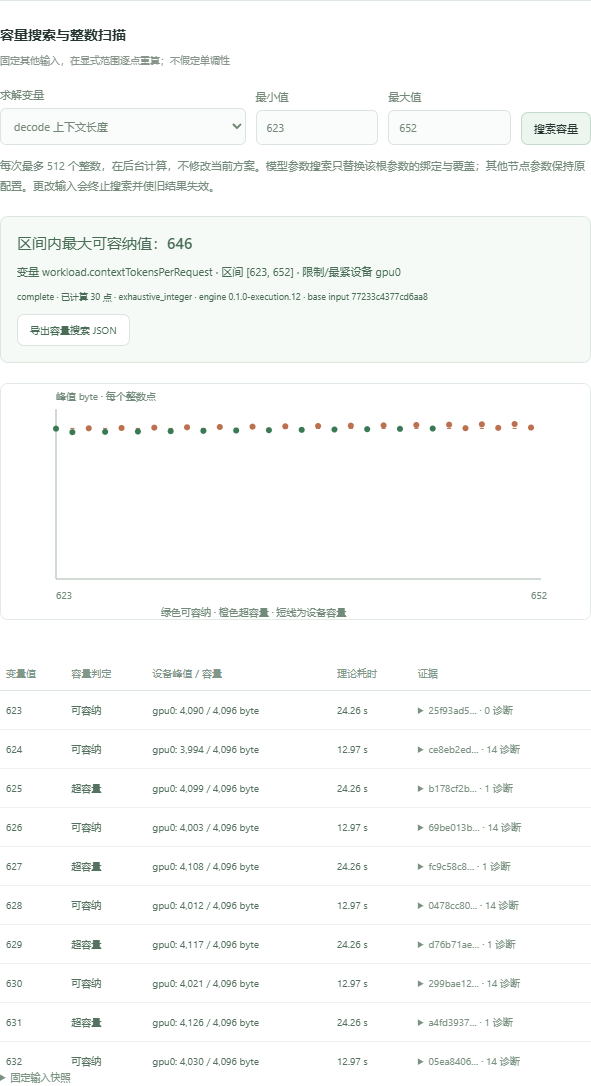 容量搜索与整数扫描
固定其他输入，在显式范围逐点重算；不假定单调性
求解变量 最小值 最大值
decode 上下文长度 623 652 搜索容量
每次最多 512 个整数，在后台计算，不修改当前方案。模型参数搜索只替换该根参数的绑定与覆盖；其他节点参数保持原
配置。更改输入会终止搜索并使旧结果失效。
区间内最大可容纳值：646
变量 workload.contextTokensPerRequest · 区间 [623, 652] · 限制/最紧设备 gpu0
complete · 已计算 30 点 · exhaustive_integer · engine 0.1.0-execution.12 · base input 77233c4377cd6aa8
导出容量搜索 JSON
峰值 byte · 每个整数点
623 652
绿色可容纳 · 橙色超容量 · 短线为设备容量
变量值 容量判定 设备峰值 / 容量 理论耗时 证据
623 可容纳 gpu0: 4,090 / 4,096 byte 24.26 s ▶ 25f93ad5… · 0 诊断
624 可容纳 gpu0: 3,994 / 4,096 byte 12.97 s ▶ ce8eb2ed… · 14 诊断
625 超容量 gpu0: 4,099 / 4,096 byte 24.26 s ▶ b178cf2b… · 1 诊断
626 可容纳 gpu0: 4,003 / 4,096 byte 12.97 s ▶ 69be013b… · 14 诊断
627 超容量 gpu0: 4,108 / 4,096 byte 24.26 s ▶ fc9c58c8… · 1 诊断
628 可容纳 gpu0: 4,012 / 4,096 byte 12.97 s ▶ 0478cc80… · 14 诊断
629 超容量 gpu0: 4,117 / 4,096 byte 24.26 s ▶ d76b71ae… · 1 诊断
630 可容纳 gpu0: 4,021 / 4,096 byte 12.97 s ▶ 299bae12… · 14 诊断
631 超容量 gpu0: 4,126 / 4,096 byte 24.26 s ▶ a4fd3937… · 1 诊断
632 可容纳 gpu0: 4,030 / 4,096 byte 12.97 s ▶ 05ea8406… · 14 诊断
▶ 固定输入快照